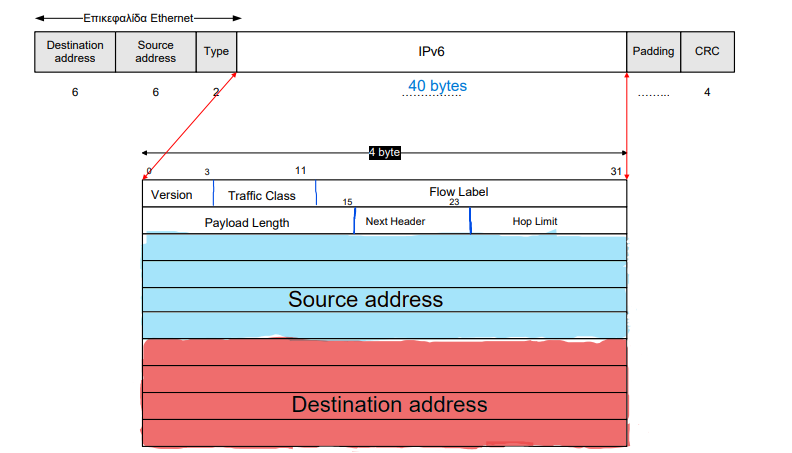 Επικεφαλίδα Ethernet
Destination address
Source address
Type
IPv6
Padding
CRC
6
6
2
40 bytes
.........
4
4 byte
0
3
11
31
Version
Traffic Class
Flow Label
15
23
Payload Length
Next Header
Hop Limit
Source address
Destination address